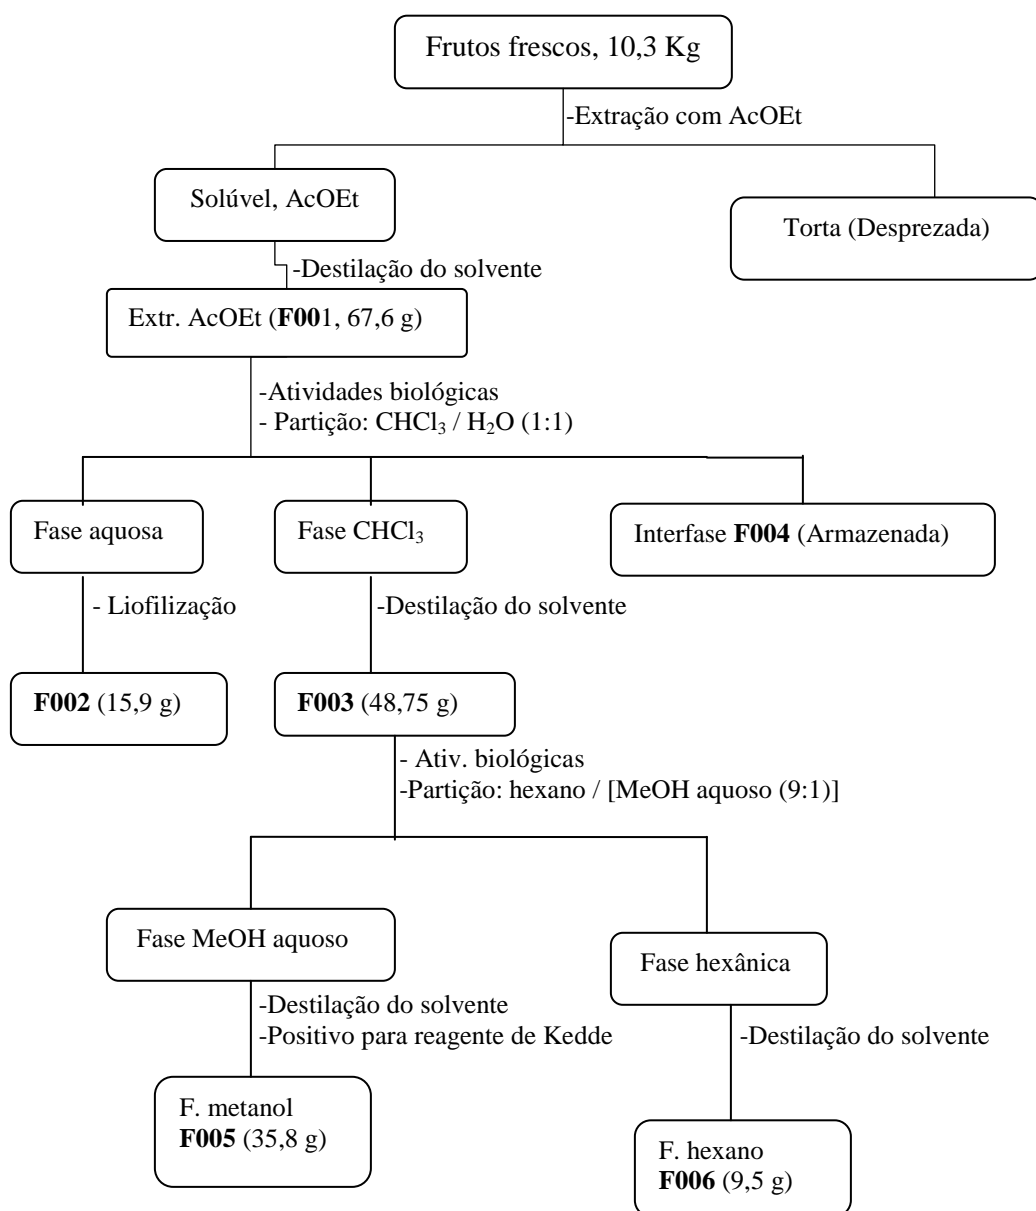 Frutos frescos, 10,3 Kg
-Extração com AcOEt
Solúvel, AcOEt
Torta (Desprezada)
-Destilação do solvente
Extr. AcOEt (F001, 67,6 g)
-Atividades biológicas
- Partição: CHCl₃ / H₂O (1:1)
Fase aquosa
Fase CHCl₃
Interfase F004 (Armazenada)
- Liofilização
-Destilação do solvente
F002 (15,9 g)
F003 (48,75 g)
- Ativ. biológicas
-Partição: hexano / [MeOH aquoso (9:1)]
Fase MeOH aquoso
Fase hexânica
-Destilação do solvente
-Positivo para reagente de Kedde
-Destilação do solvente
F. metanol
F005 (35,8 g)
F. hexano
F006 (9,5 g)